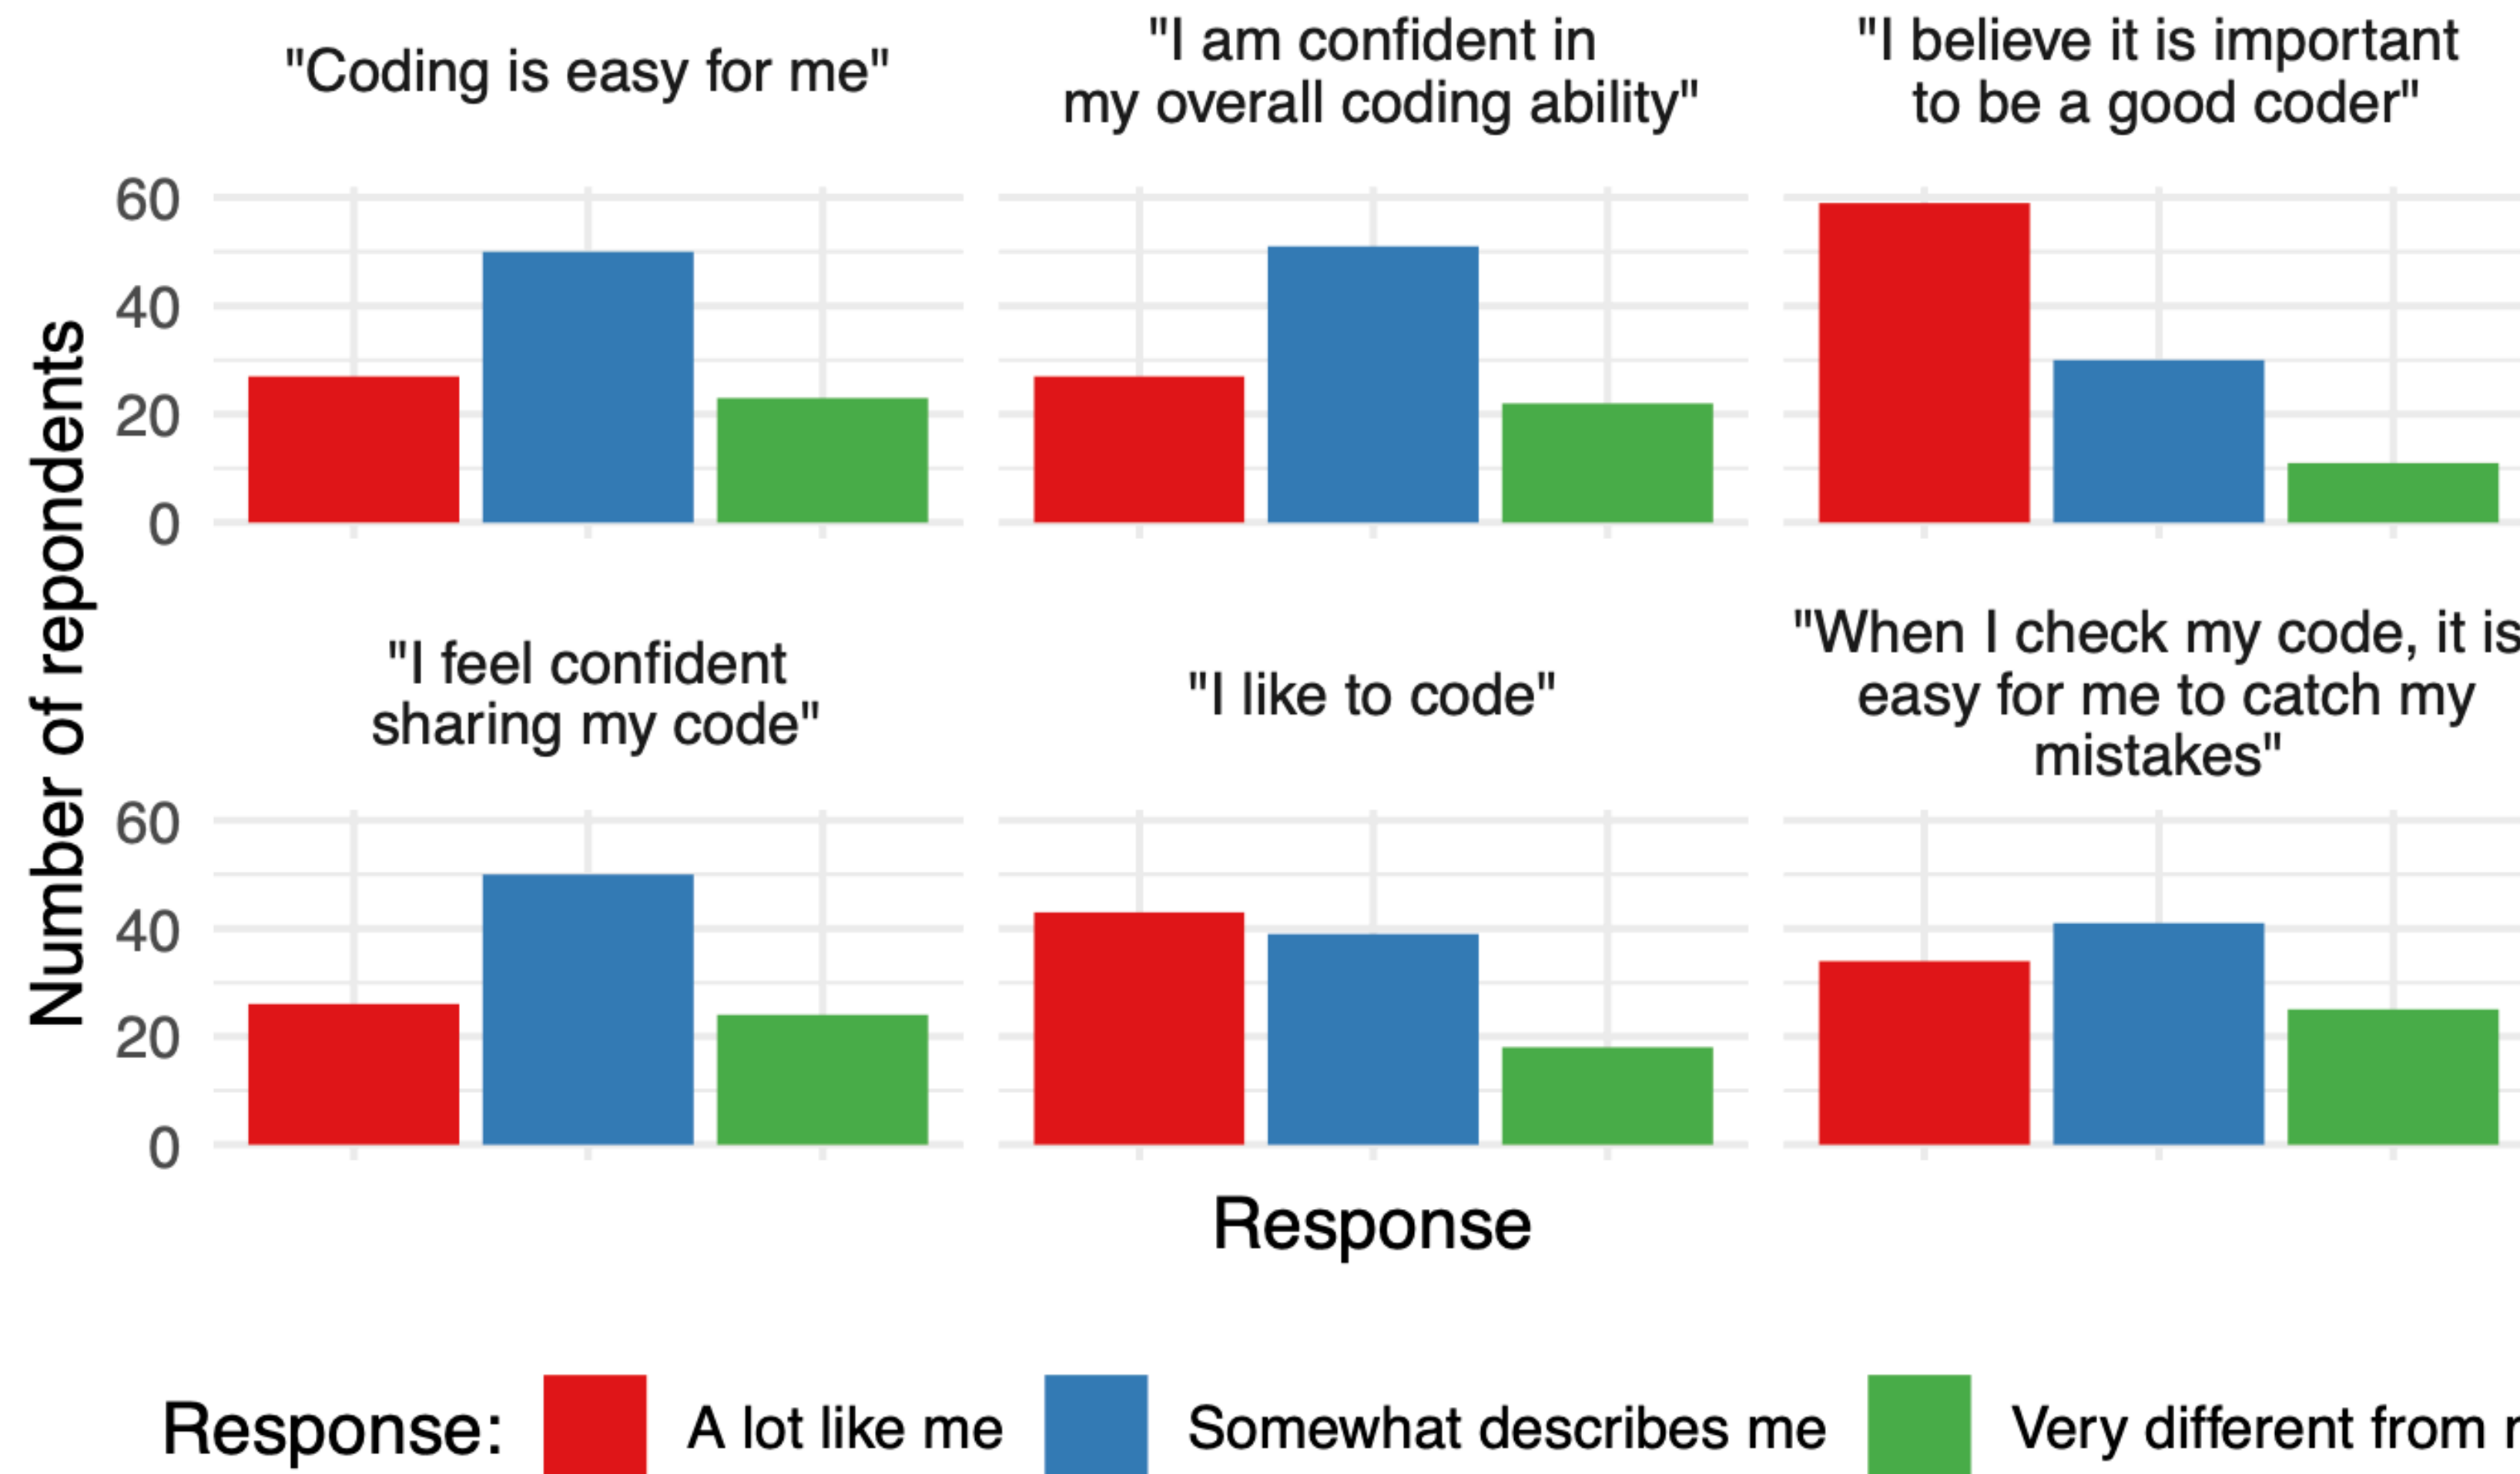 "Coding is easy for me"
"I am confident in
my overall coding ability"
"I believe it is important
to be a good coder"
60
40
20
0
Number of repondents
"I feel confident
sharing my code"
"I like to code"
"When I check my code, it is
easy for me to catch my
mistakes"
60
40
20
0
Response
Response: A lot like me Somewhat describes me Very different from